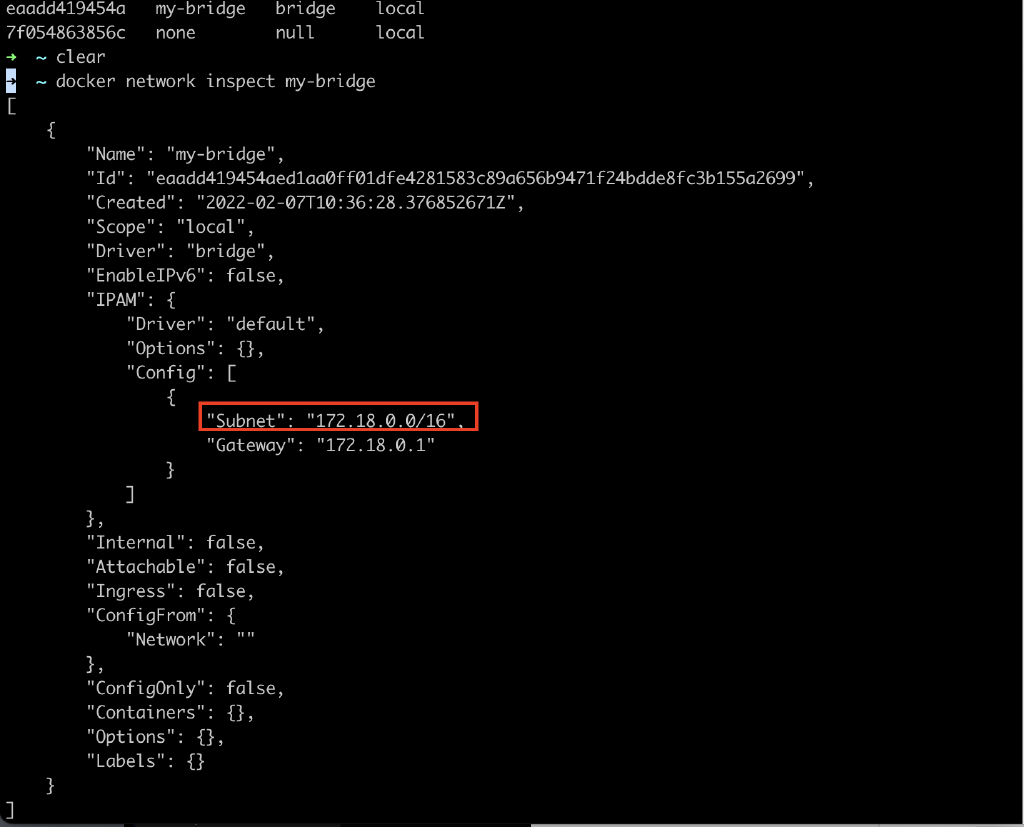 eaadd419454a   my-bridge   bridge    local
7f054863856c   none        null      local
➜  ~ clear
➜  ~ docker network inspect my-bridge
[
    {
        "Name": "my-bridge",
        "Id": "eaadd419454aed1aa0ff01dfe4281583c89a656b9471f24bdde8fc3b155a2699",
        "Created": "2022-02-07T10:36:28.376852671Z",
        "Scope": "local",
        "Driver": "bridge",
        "EnableIPv6": false,
        "IPAM": {
            "Driver": "default",
            "Options": {},
            "Config": [
                {
                    "Subnet": "172.18.0.0/16",
                    "Gateway": "172.18.0.1"
                }
            ]
        },
        "Internal": false,
        "Attachable": false,
        "Ingress": false,
        "ConfigFrom": {
            "Network": ""
        },
        "ConfigOnly": false,
        "Containers": {},
        "Options": {},
        "Labels": {}
    }
]